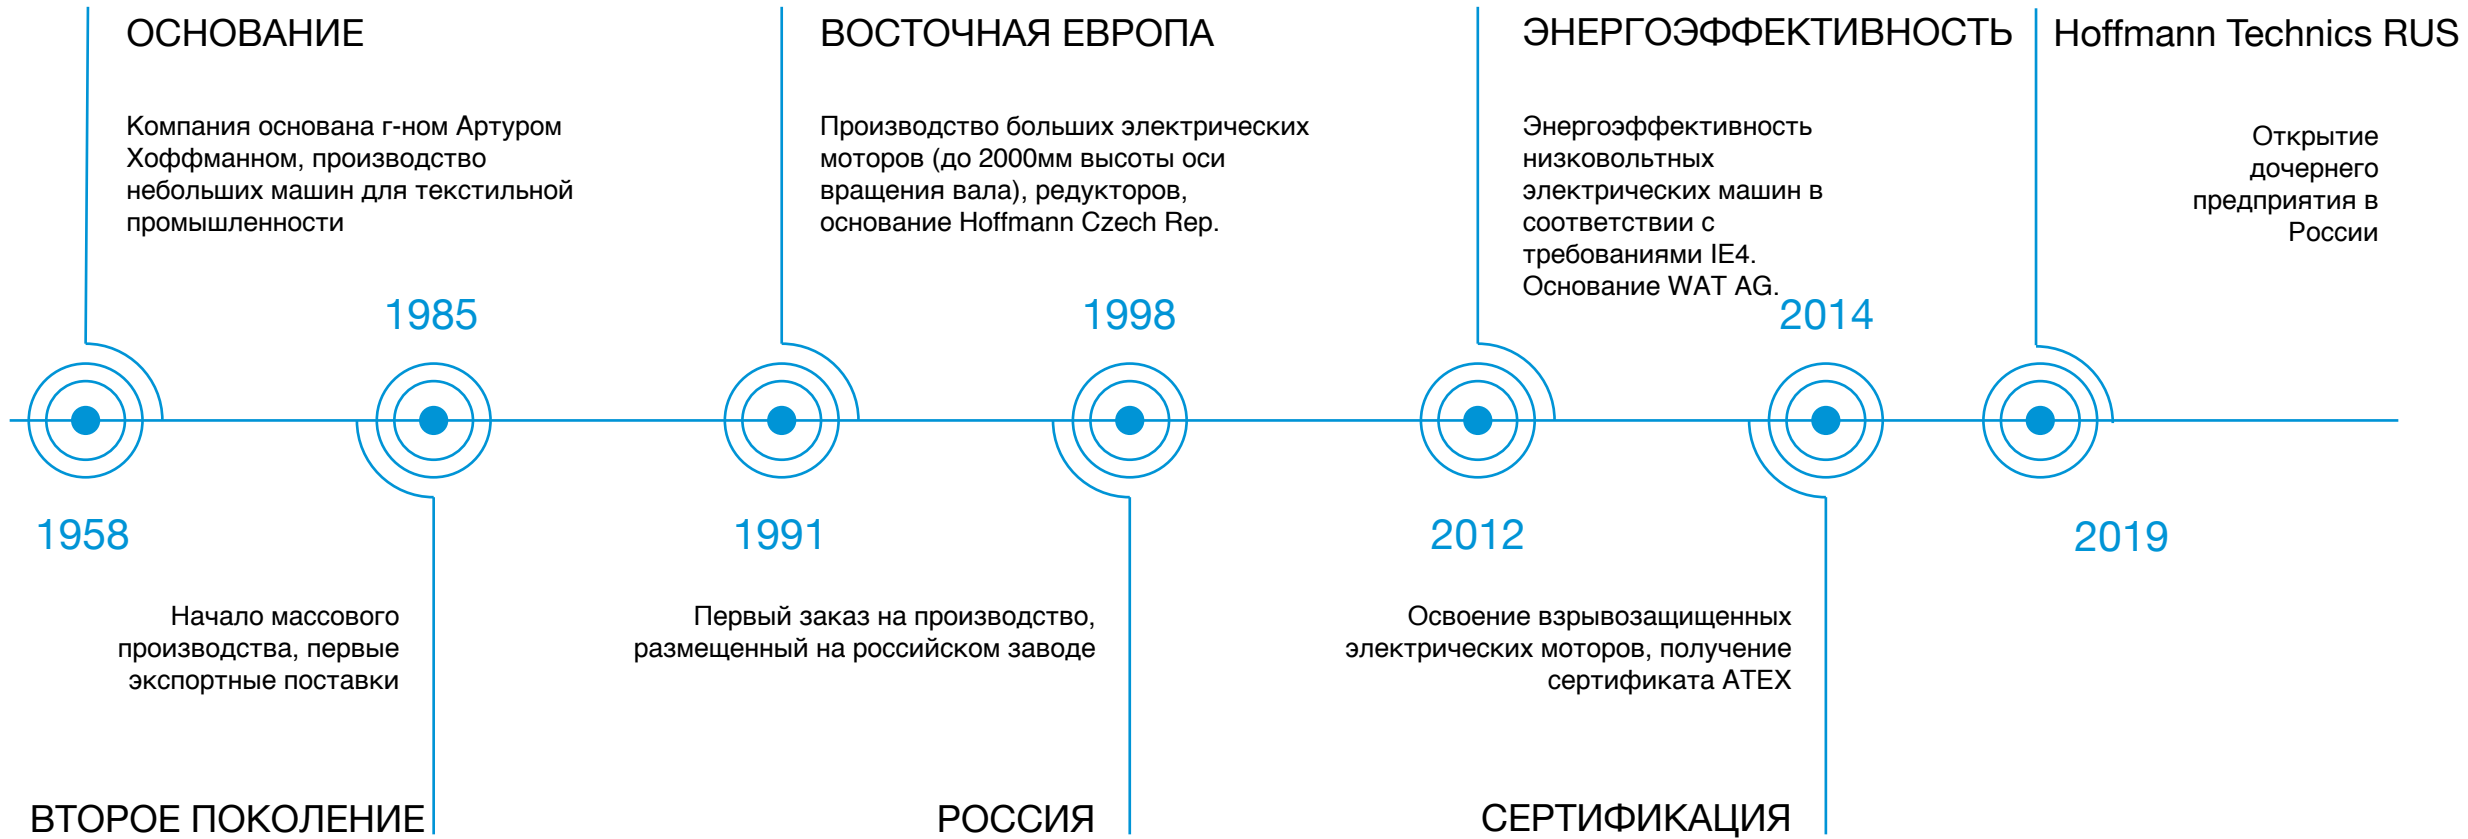 ОСНОВАНИЕ
Компания основана г-ном Артуром
Хоффманном, производство
небольших машин для текстильной
промышленности
1958
1985
Начало массового
производства, первые
экспортные поставки
ВТОРОЕ ПОКОЛЕНИЕ
ВОСТОЧНАЯ ЕВРОПА
Производство больших электрических
моторов (до 2000мм высоты оси
вращения вала), редукторов,
основание Hoffmann Czech Rep.
1991
1998
Первый заказ на производство,
размещенный на российском заводе
РОССИЯ
ЭНЕРГОЭФФЕКТИВНОСТЬ
Энергоэффективность
низковольтных
электрических машин в
соответствии с
требованиями IE4.
Основание WAT AG.
2012
2014
Освоение взрывозащищенных
электрических моторов, получение
сертификата ATEX
СЕРТИФИКАЦИЯ
Hoffmann Technics RUS
Открытие
дочернего
предприятия в
России
2019